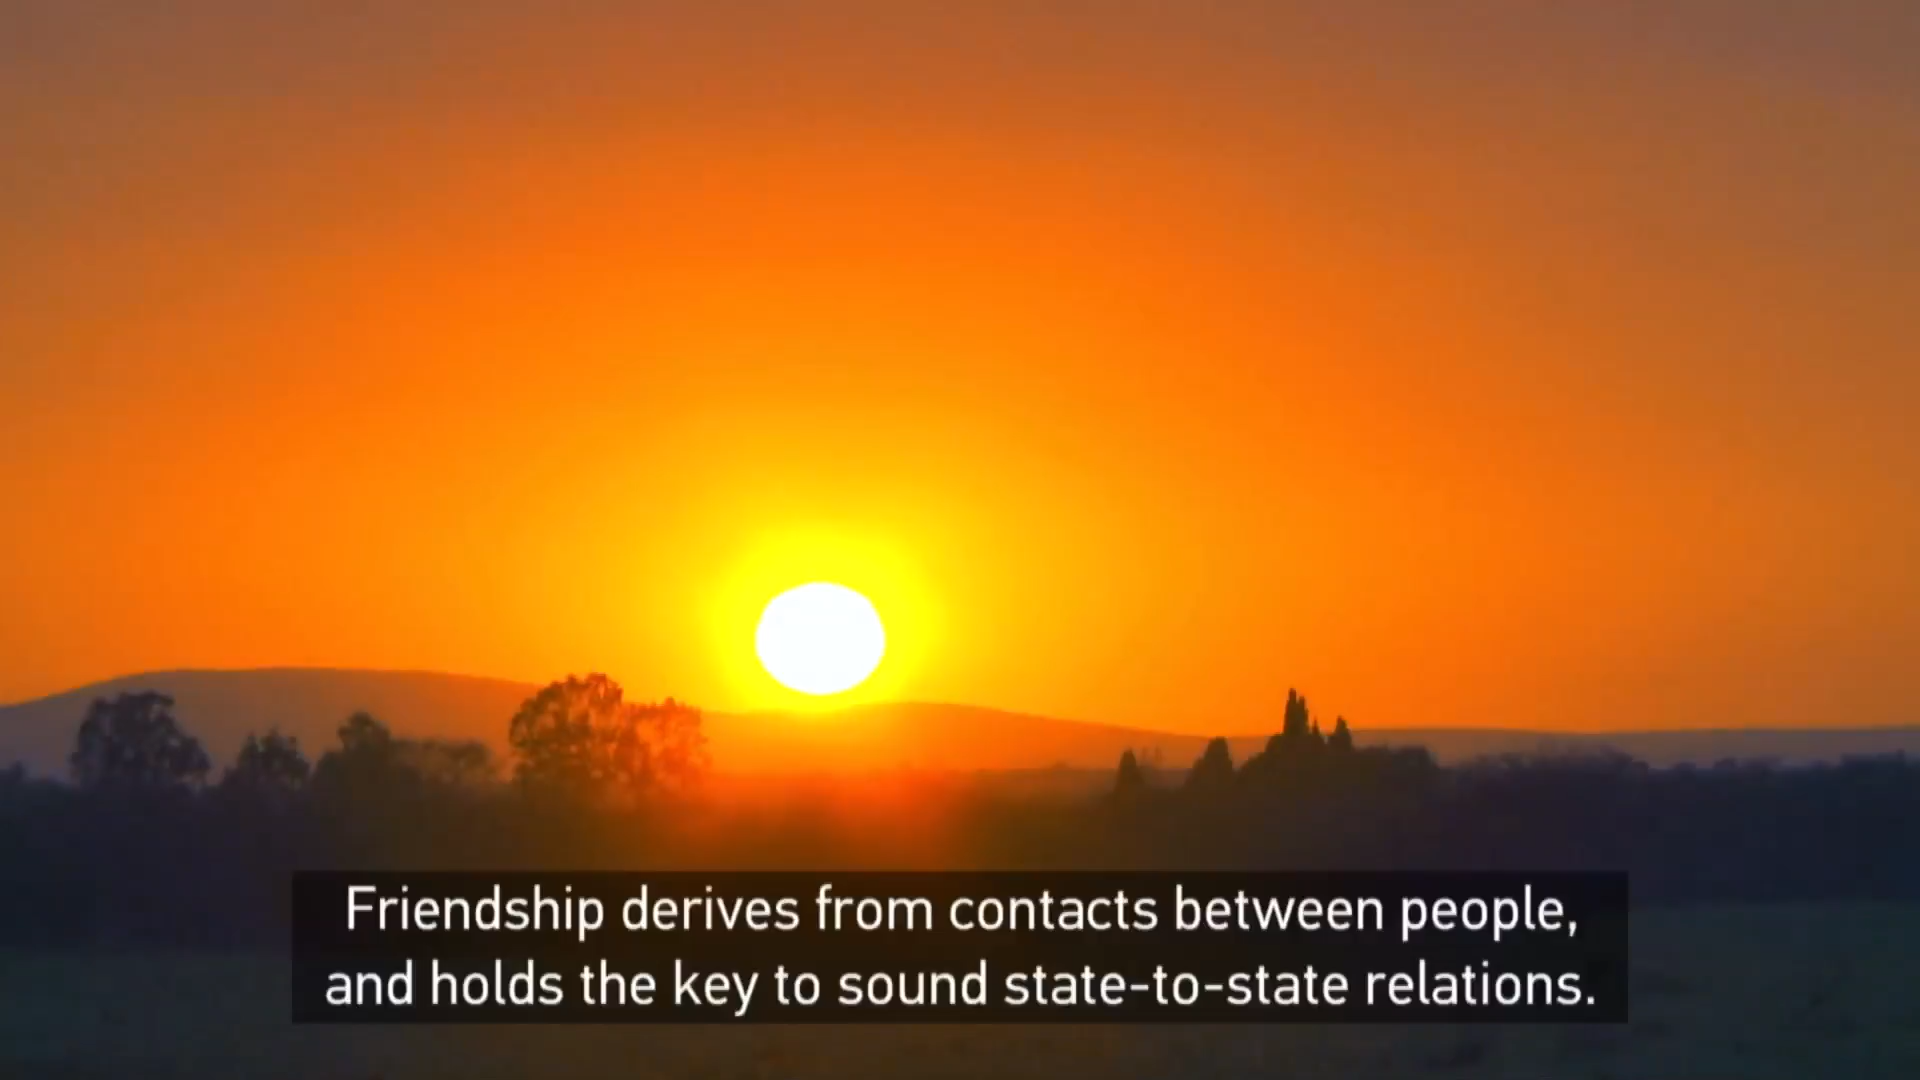 Friendship derives from contacts between people,
and holds the key to sound state-to-state relations.